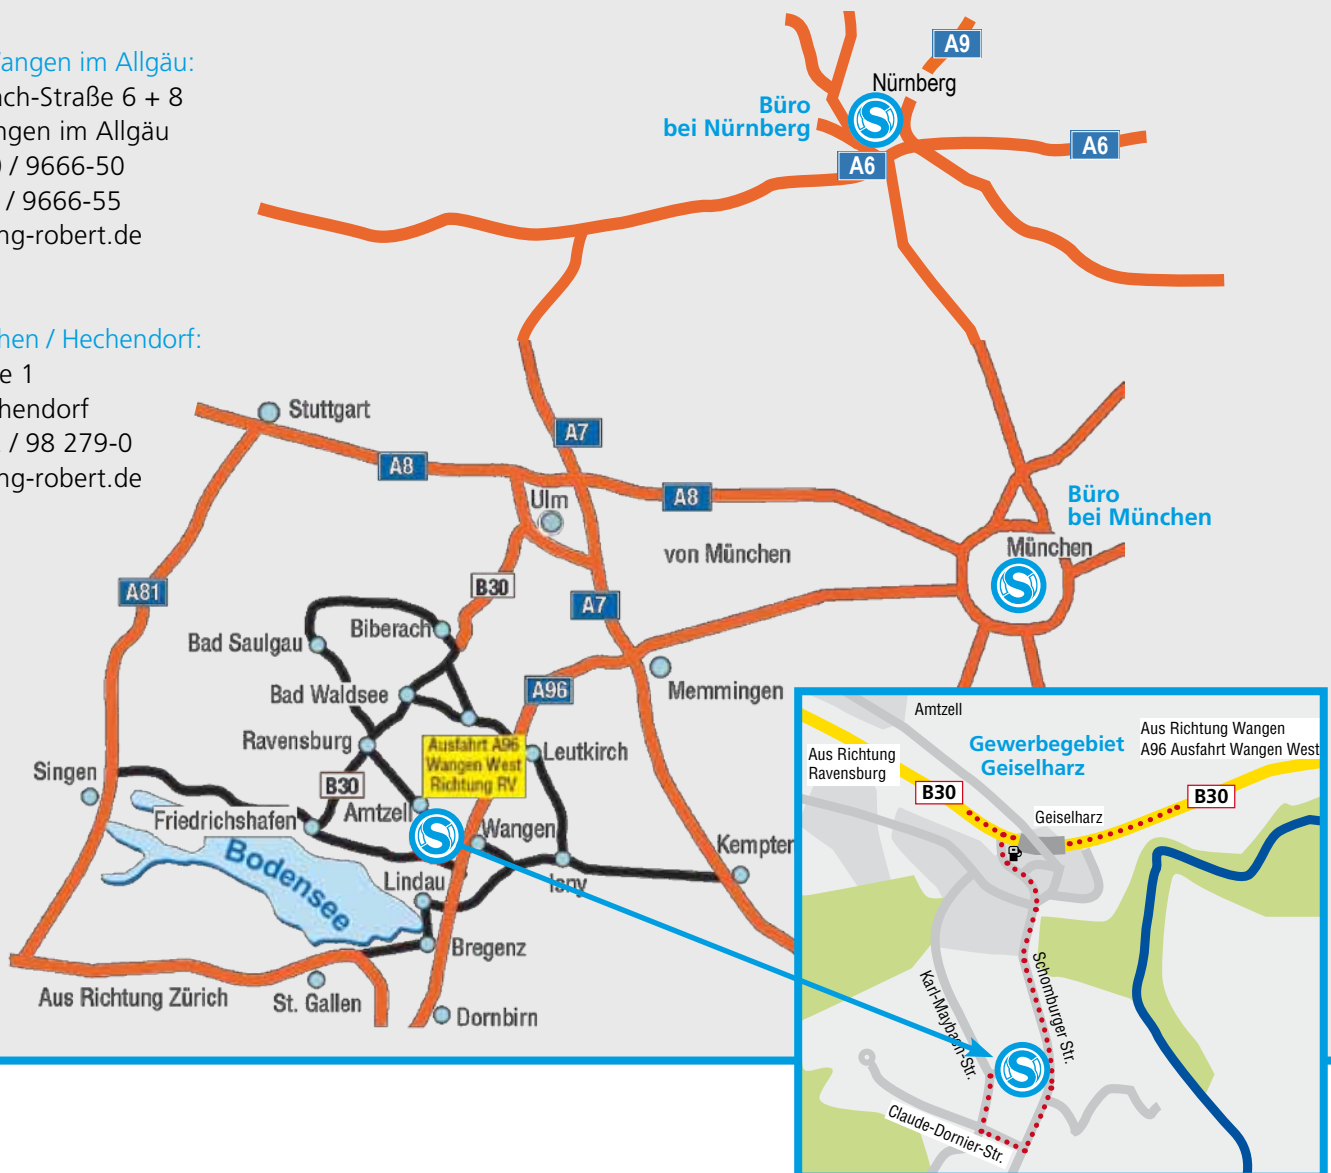 angen im Allgäu:
ach-Straße 6 + 8
ngen im Allgäu
/ 9666-50
/ 9666-55
ng-robert.de
hen / Hechendorf:
e 1
hendorf
/ 98 279-0
ng-robert.de
A9
Nürnberg
Büro
bei Nürnberg
A6
A6
Stuttgart
A7
A8
Ulm
A8
Büro
bei München
München
von München
A81
B30
A7
Biberach
Bad Saulgau
Bad Waldsee
A96
Memmingen
Ravensburg
Ausfahrt A96
Wangen West
Richtung RV
Leutkirch
Singen
B30
Amtzell
Friedrichshafen
S
Wangen
Kempten
Bodensee
Lindau
Isny
Bregenz
Aus Richtung Zürich
St. Gallen
Dornbirn
Amtzell
Aus Richtung
Ravensburg
Gewerbegebiet
Geiselharz
Aus Richtung Wangen
A96 Ausfahrt Wangen West
B30
B30
Geiselharz
Karl-Maybach-Str.
Schomburger Str.
S
Claude-Dornier-Str.